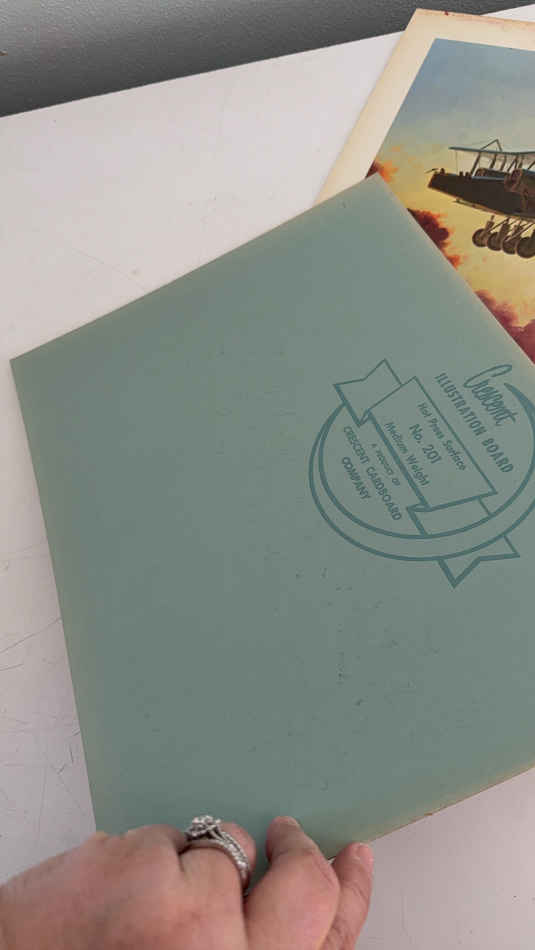 Crescent
ILLUSTRATION BOARD
Hot Press Surface
No. 201
Medium Weight
A PRODUCT OF
CRESCENT CARDBOARD
COMPANY